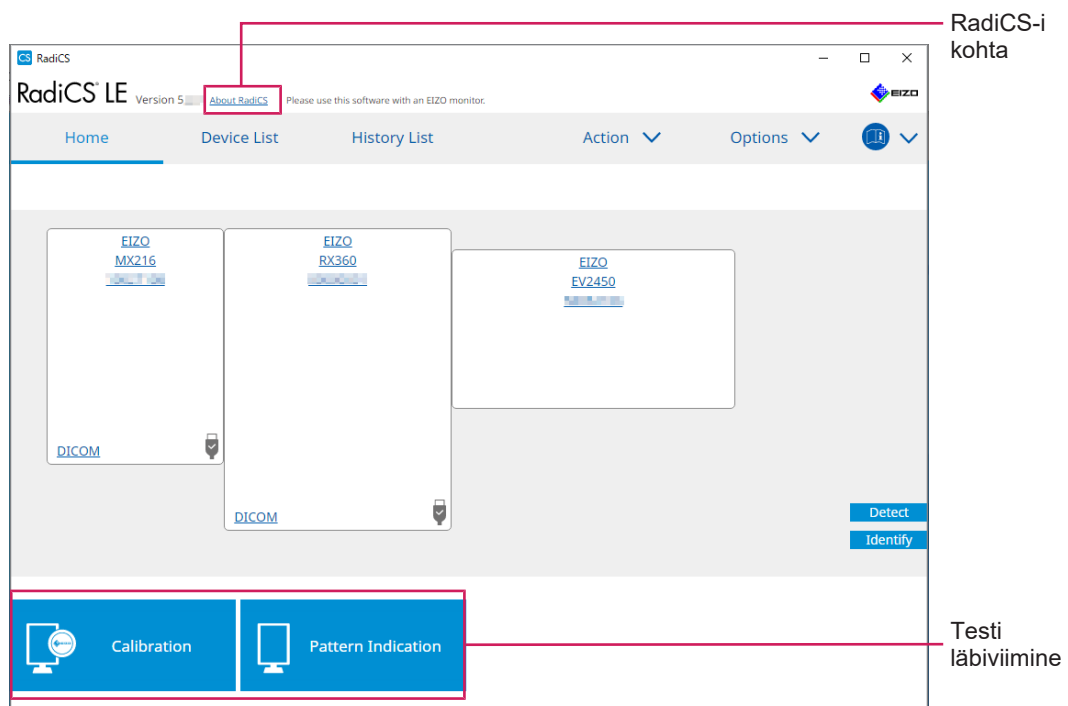 RadiCS-i
kohta
CS RadiCS
RadiCS® LE Version 5 About RadiCS Please use this software with an EIZO monitor.
EIZO
Home Device List History List Action Options
EIZO
MX216
EIZO
RX360
EIZO
EV2450
DICOM
DICOM
Detect
Identify
Calibration
Pattern Indication
Testi
läbiviimine